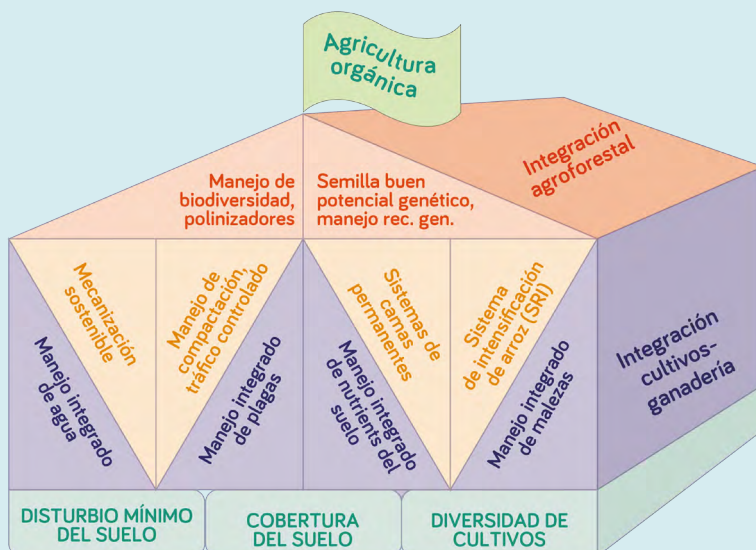 Agricultura
orgánica
Integración
agroforestal
Manejo de
biodiversidad,
polinizadores
Semilla buen
potencial genético,
manejo rec. gen.
Mecanización
sostenible
Manejo de
compactación,
tráfico controlado
Sistemas de
camas
permanentes
Sistema
de intensificación
de arroz (SRI)
Manejo integrado
de agua
Manejo integrado
de plagas
Manejo integrado
de nutrients del
suelo
Manejo integrado
de malezas
Integración
cultivos-
ganadería
DISTURBIO MÍNIMO
DEL SUELO
COBERTURA
DEL SUELO
DIVERSIDAD DE
CULTIVOS